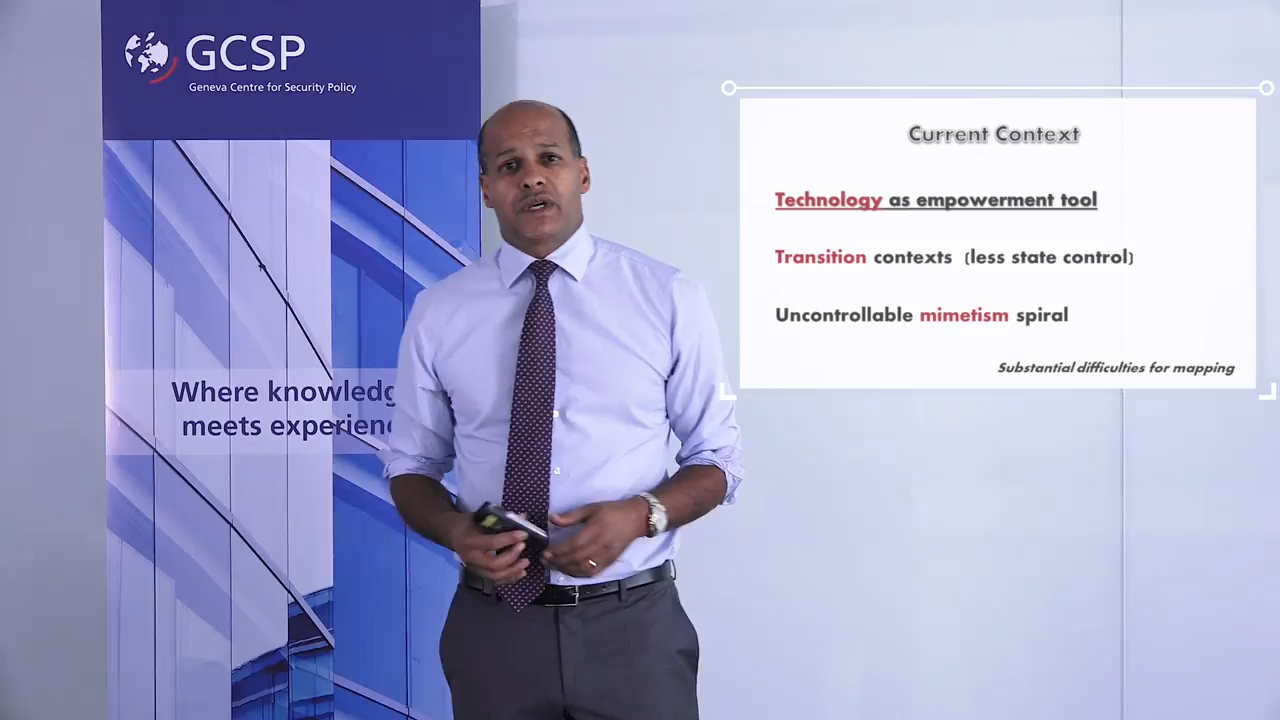 GCSP
Geneva Centre for Security Policy
Where knowledg
meets experienc
Current Context
Technology as empowerment tool
Transition contexts (less state control)
Uncontrollable mimetism spiral
Substantial difficulties for mapping